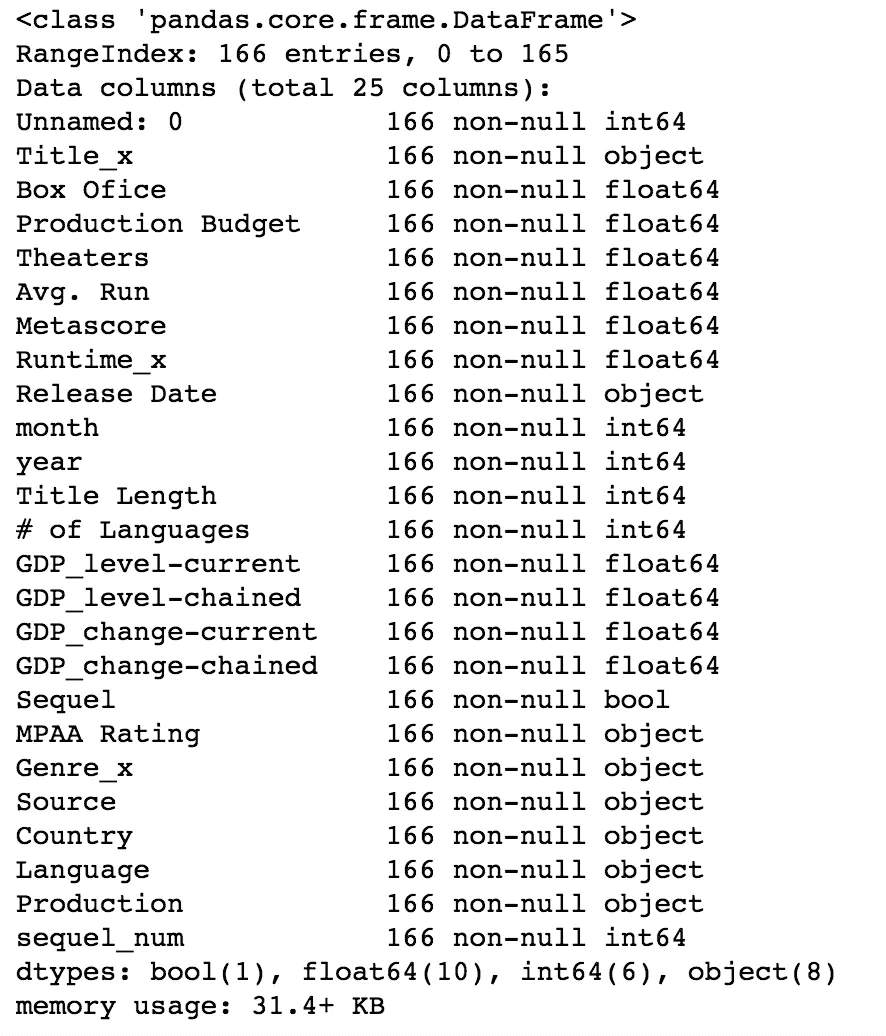 <class 'pandas.core.frame.DataFrame'>
RangeIndex: 166 entries, 0 to 165
Data columns (total 25 columns):
Unnamed: 0 166 non-null int64
Title_x 166 non-null object
Box Ofice 166 non-null float64
Production Budget 166 non-null float64
Theaters 166 non-null float64
Avg. Run 166 non-null float64
Metascore 166 non-null float64
Runtime_x 166 non-null float64
Release Date 166 non-null object
month 166 non-null int64
year 166 non-null int64
Title Length 166 non-null int64
# of Languages 166 non-null int64
GDP_level-current 166 non-null float64
GDP_level-chained 166 non-null float64
GDP_change-current 166 non-null float64
GDP_change-chained 166 non-null float64
Sequel 166 non-null bool
MPAA Rating 166 non-null object
Genre_x 166 non-null object
Source 166 non-null object
Country 166 non-null object
Language 166 non-null object
Production 166 non-null object
sequel_num 166 non-null int64
dtypes: bool(1), float64(10), int64(6), object(8)
memory usage: 31.4+ KB